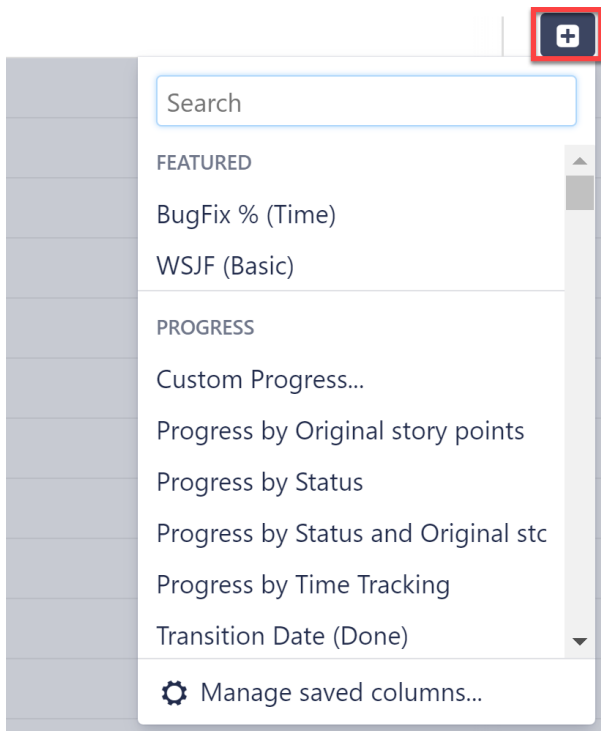 Search
FEATURED
BugFix % (Time)
WSJF (Basic)
PROGRESS
Custom Progress...
Progress by Original story points
Progress by Status
Progress by Status and Original stc
Progress by Time Tracking
Transition Date (Done)
Manage saved columns...